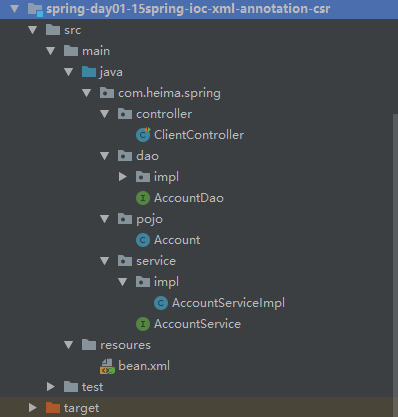 spring-day01-15spring-ioc-xml-annotation-csr
src
main
java
com.heima.spring
controller
ClientController
dao
impl
AccountDao
pojo
Account
service
impl
AccountServiceImpl
AccountService
resoures
bean.xml
test
target